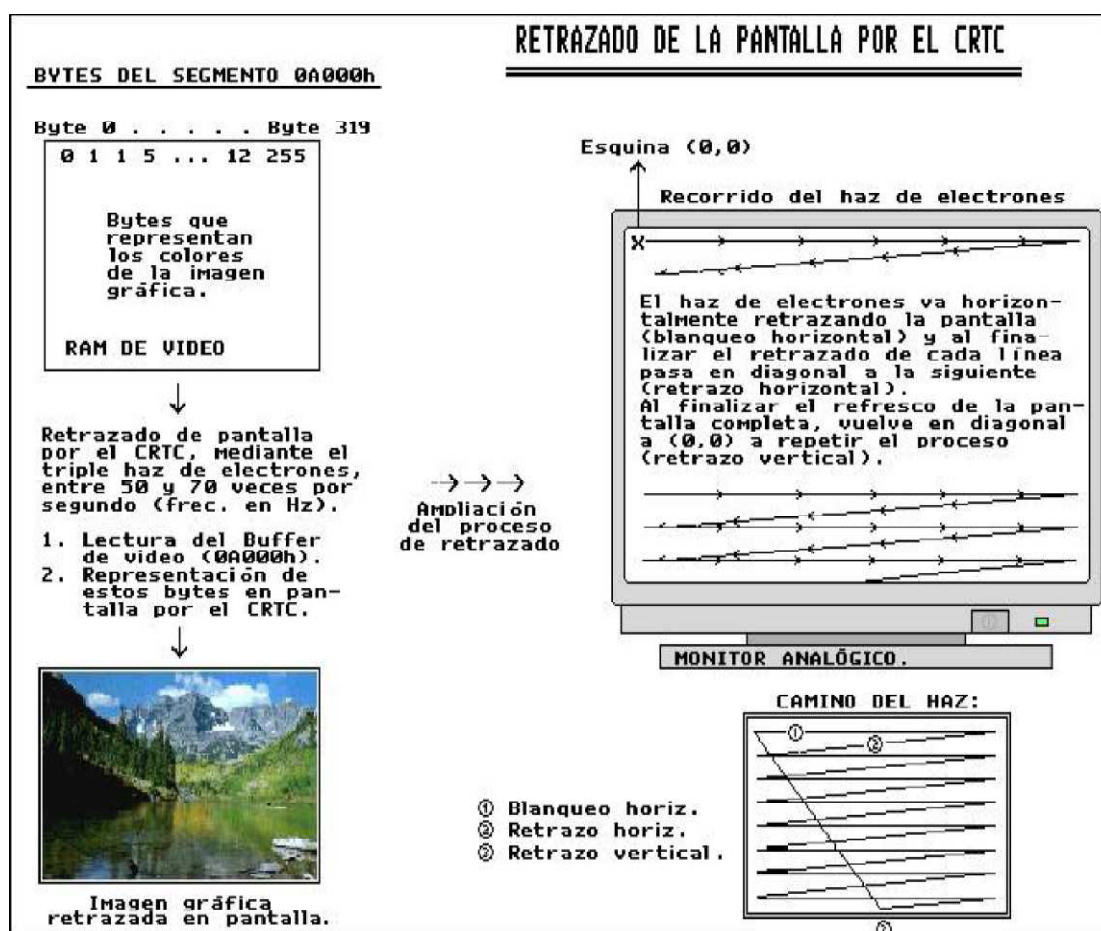 RETRAZADO DE LA PANTALLA POR EL CRTC
BYTES DEL SEGMENTO 0A000h
Byte 0 . . . . . Byte 319
0 1 1 5 ... 12 255
Bytes que
representan
los colores
de la imagen
gráfica.
RAM DE VIDEO
Retrazado de pantalla
por el CRTC, mediante el
triple haz de electrones,
entre 50 y 70 veces por
segundo (frec. en Hz).
1. Lectura del Buffer
de video (0A000h).
2. Representación de
estos bytes en pan-
talla por el CRTC.
Imagen gráfica
retrazada en pantalla.
Ampliación
del proceso
de retrazado
Esquina (0,0)
Recorrido del haz de electrones
X
El haz de electrones va horizon-
talmente retrazando la pantalla
(blanqueo horizontal) y al fina-
lizar el retrazado de cada línea
pasa en diagonal a la siguiente
(retrazo horizontal).
Al finalizar el refresco de la pan-
talla completa, vuelve en diagonal
a (0,0) a repetir el proceso
(retrazo vertical).
MONITOR ANALÓGICO.
CAMINO DEL HAZ:
①
②
① Blanqueo horiz.
② Retrazo horiz.
② Retrazo vertical.